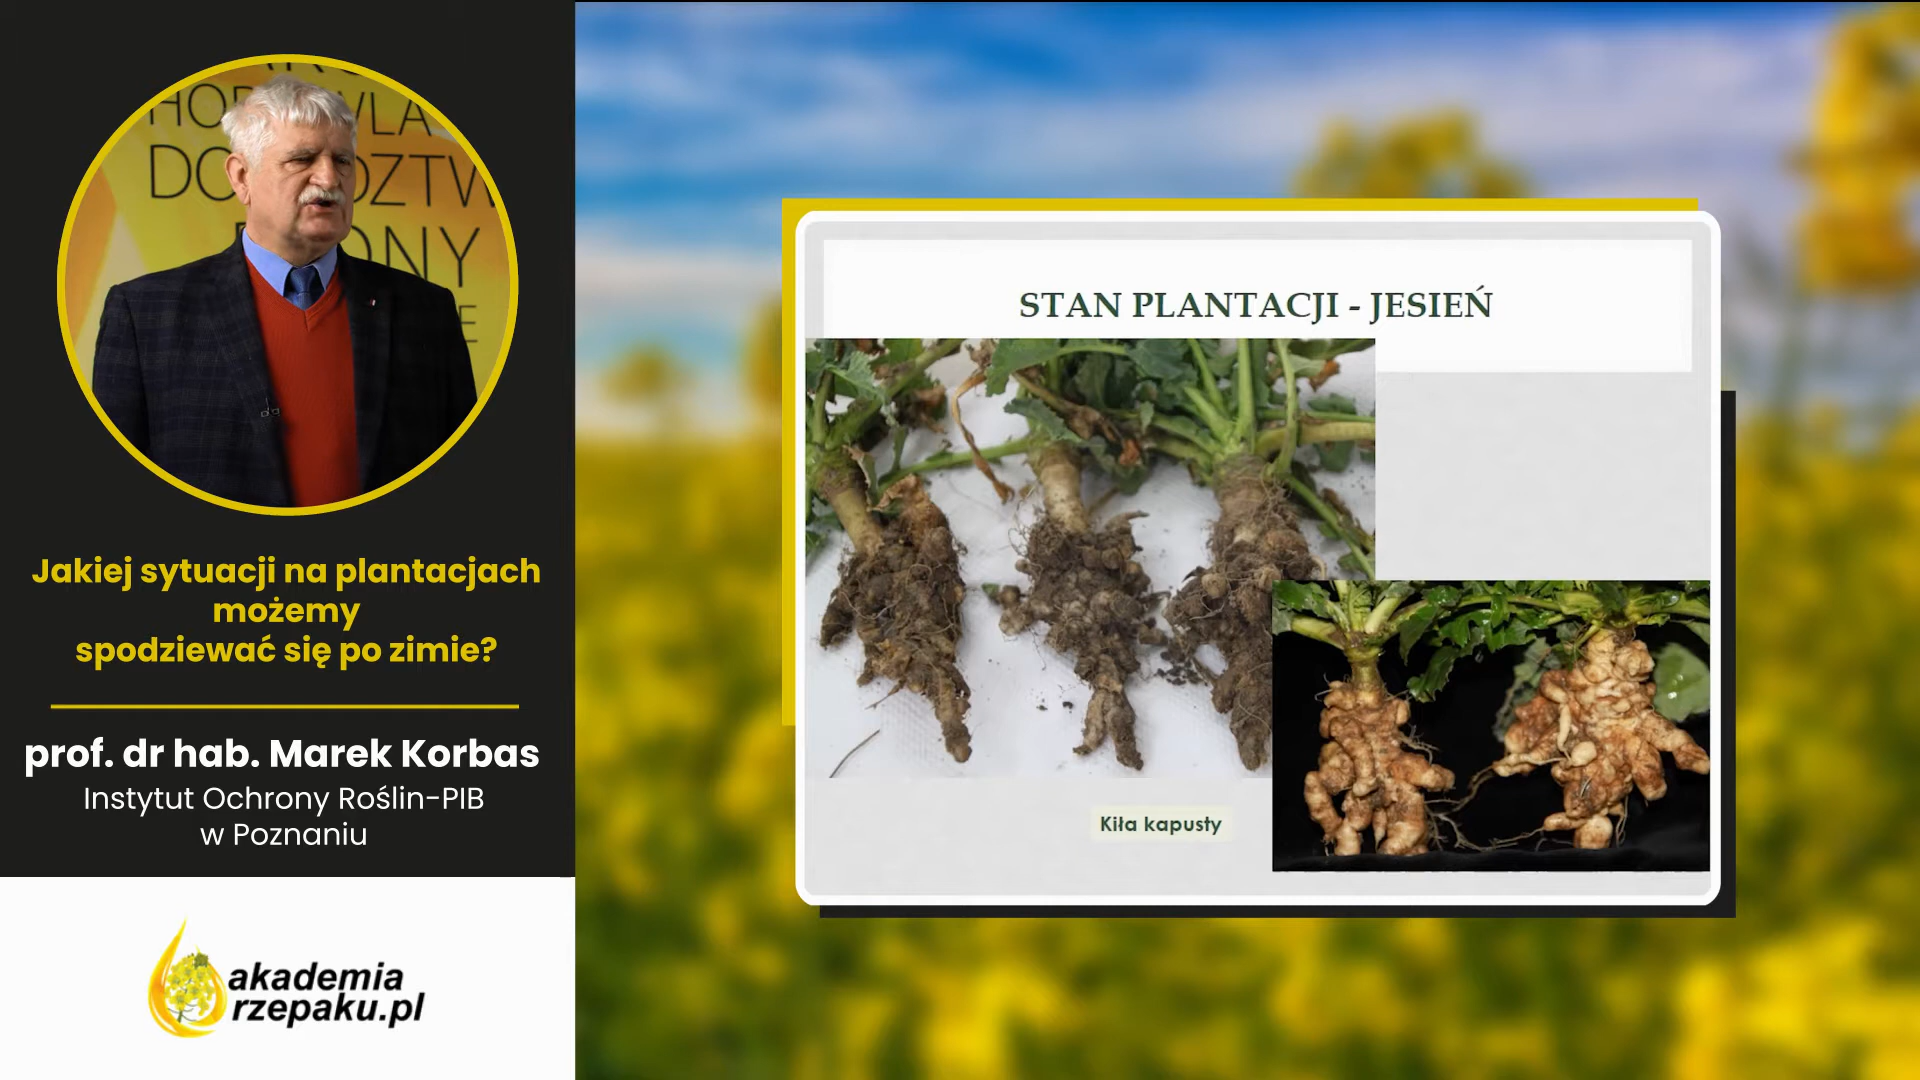 Jakiej sytuacji na plantacjach
możemy
spodziewać się po zimie?
prof. dr hab. Marek Korbas
Instytut Ochrony Roślin-PIB
w Poznaniu
akademia
rzepaku.pl
STAN PLANTACJI - JESIEŃ
Kiła kapusty